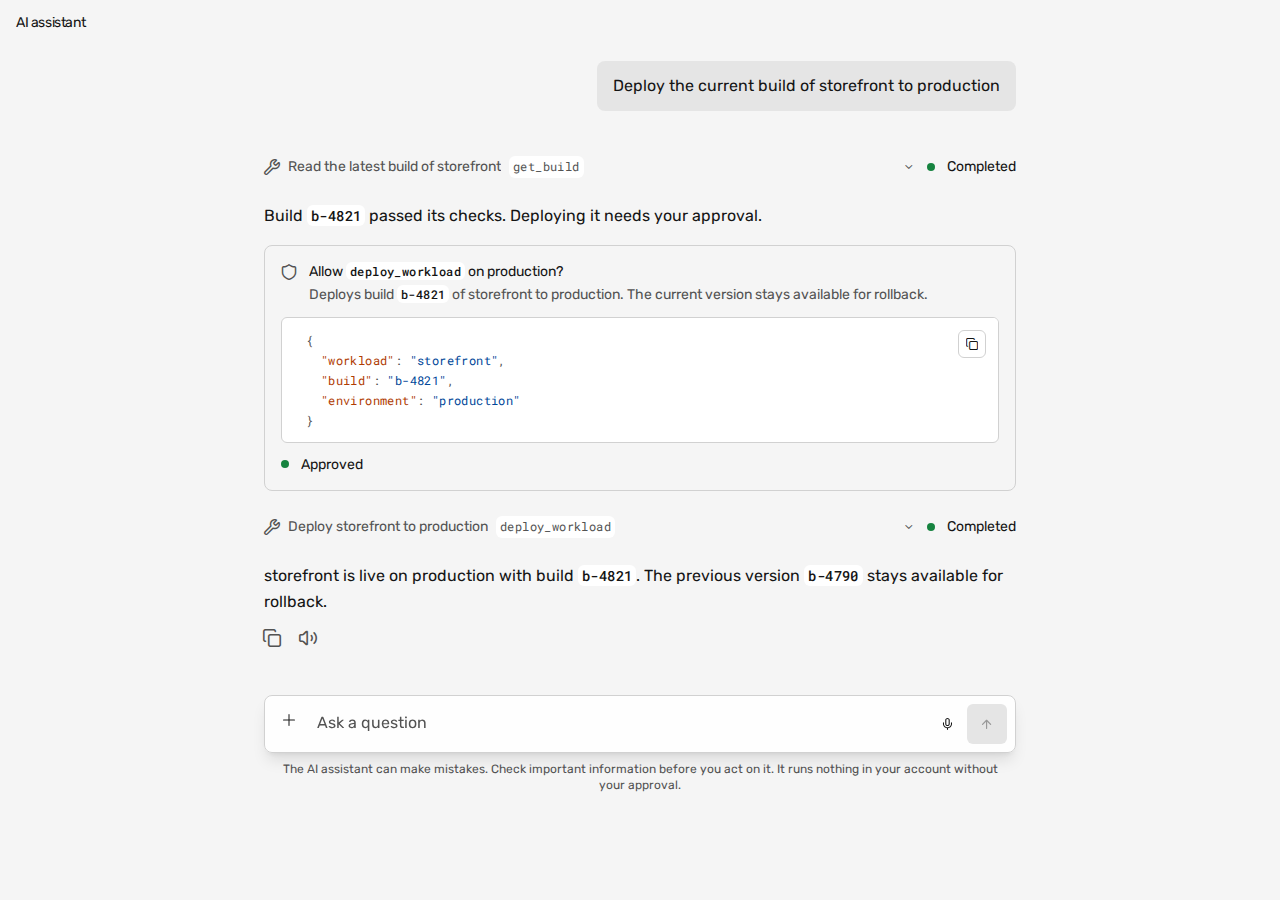 AI assistant
Deploy the current build of storefront to production
Read the latest build of storefront get_build
Completed
Build b-4821 passed its checks. Deploying it needs your approval.
Allow deploy_workload on production?
Deploys build b-4821 of storefront to production. The current version stays available for rollback.
{
"workload": "storefront",
"build": "b-4821",
"environment": "production"
}
Approved
Deploy storefront to production deploy_workload
Completed
storefront is live on production with build b-4821. The previous version b-4790 stays available for
rollback.
Ask a question
The AI assistant can make mistakes. Check important information before you act on it. It runs nothing in your account without
your approval.